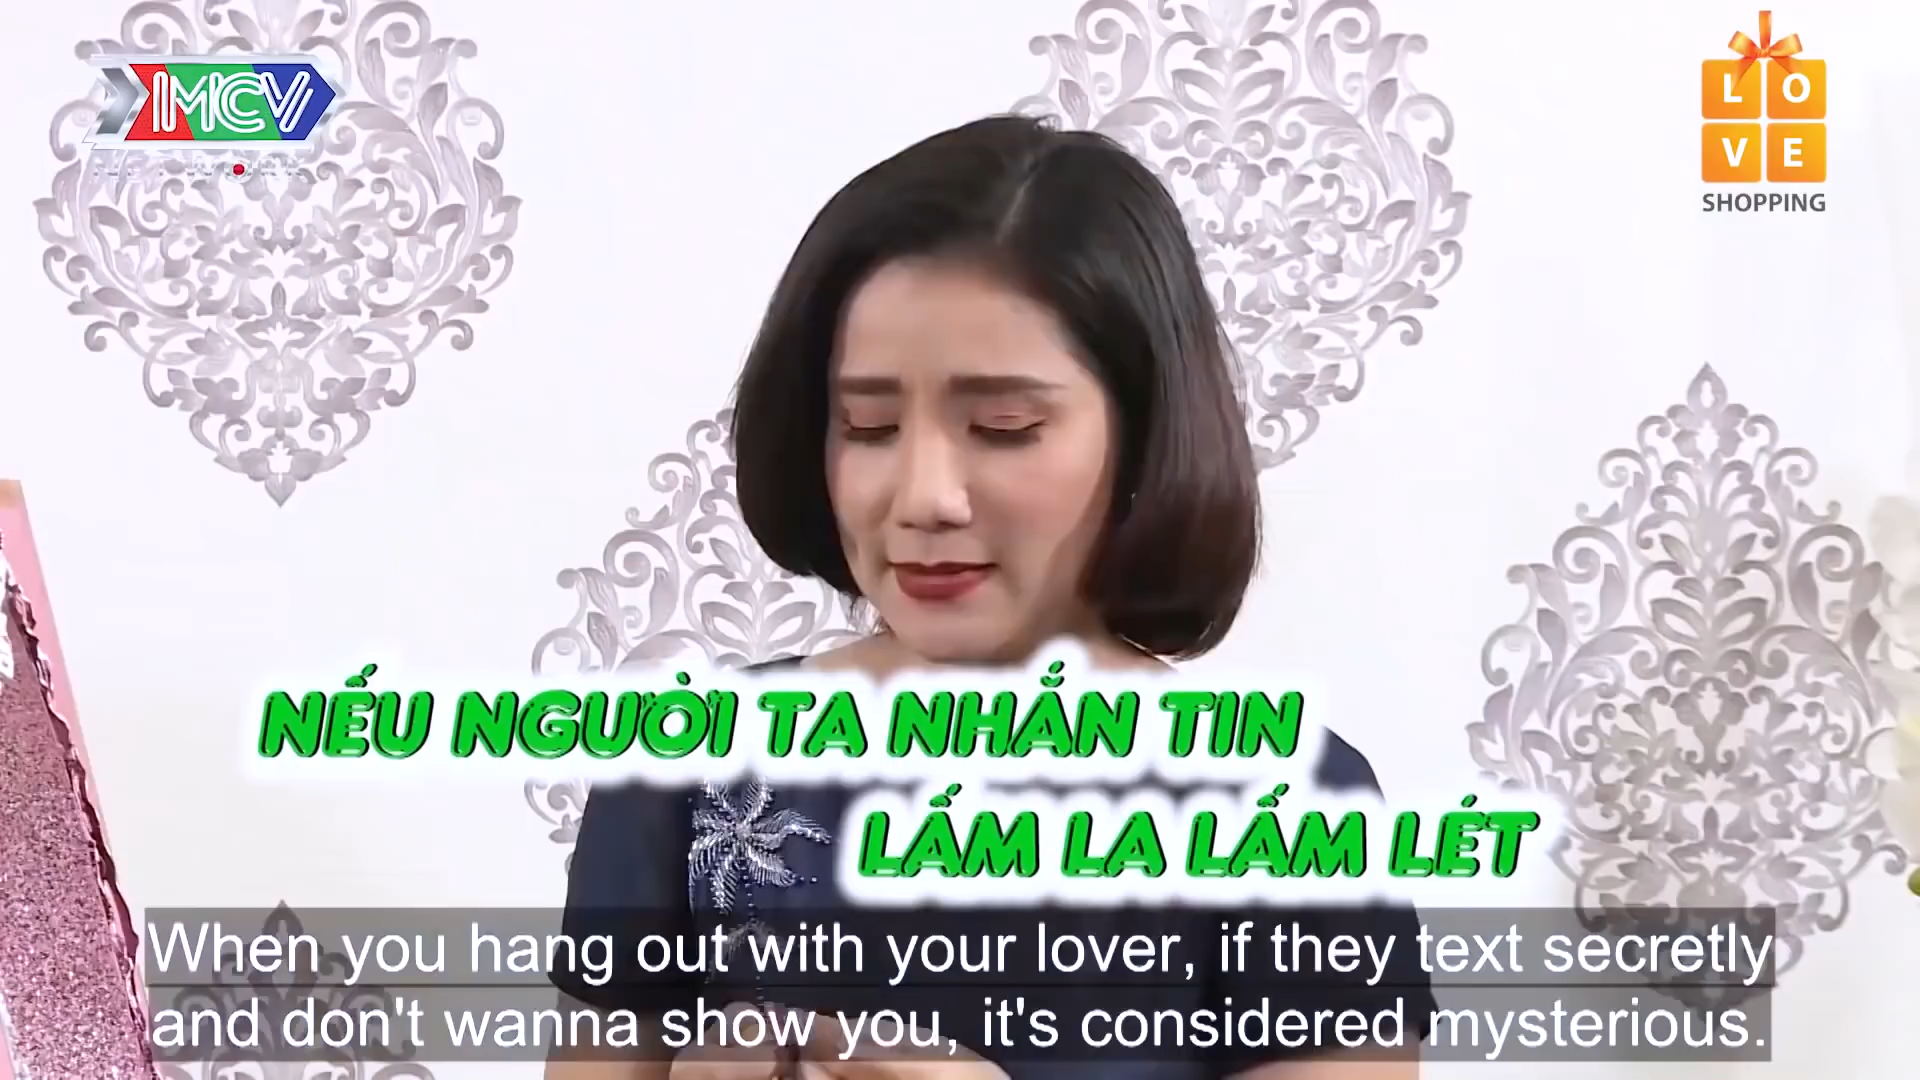 MCV
NETWORK
L O
V E
SHOPPING
NẾU NGƯỜI TA NHẮN TIN
LẤM LA LẤM LÉT
When you hang out with your lover, if they text secretly
and don't wanna show you, it's considered mysterious.